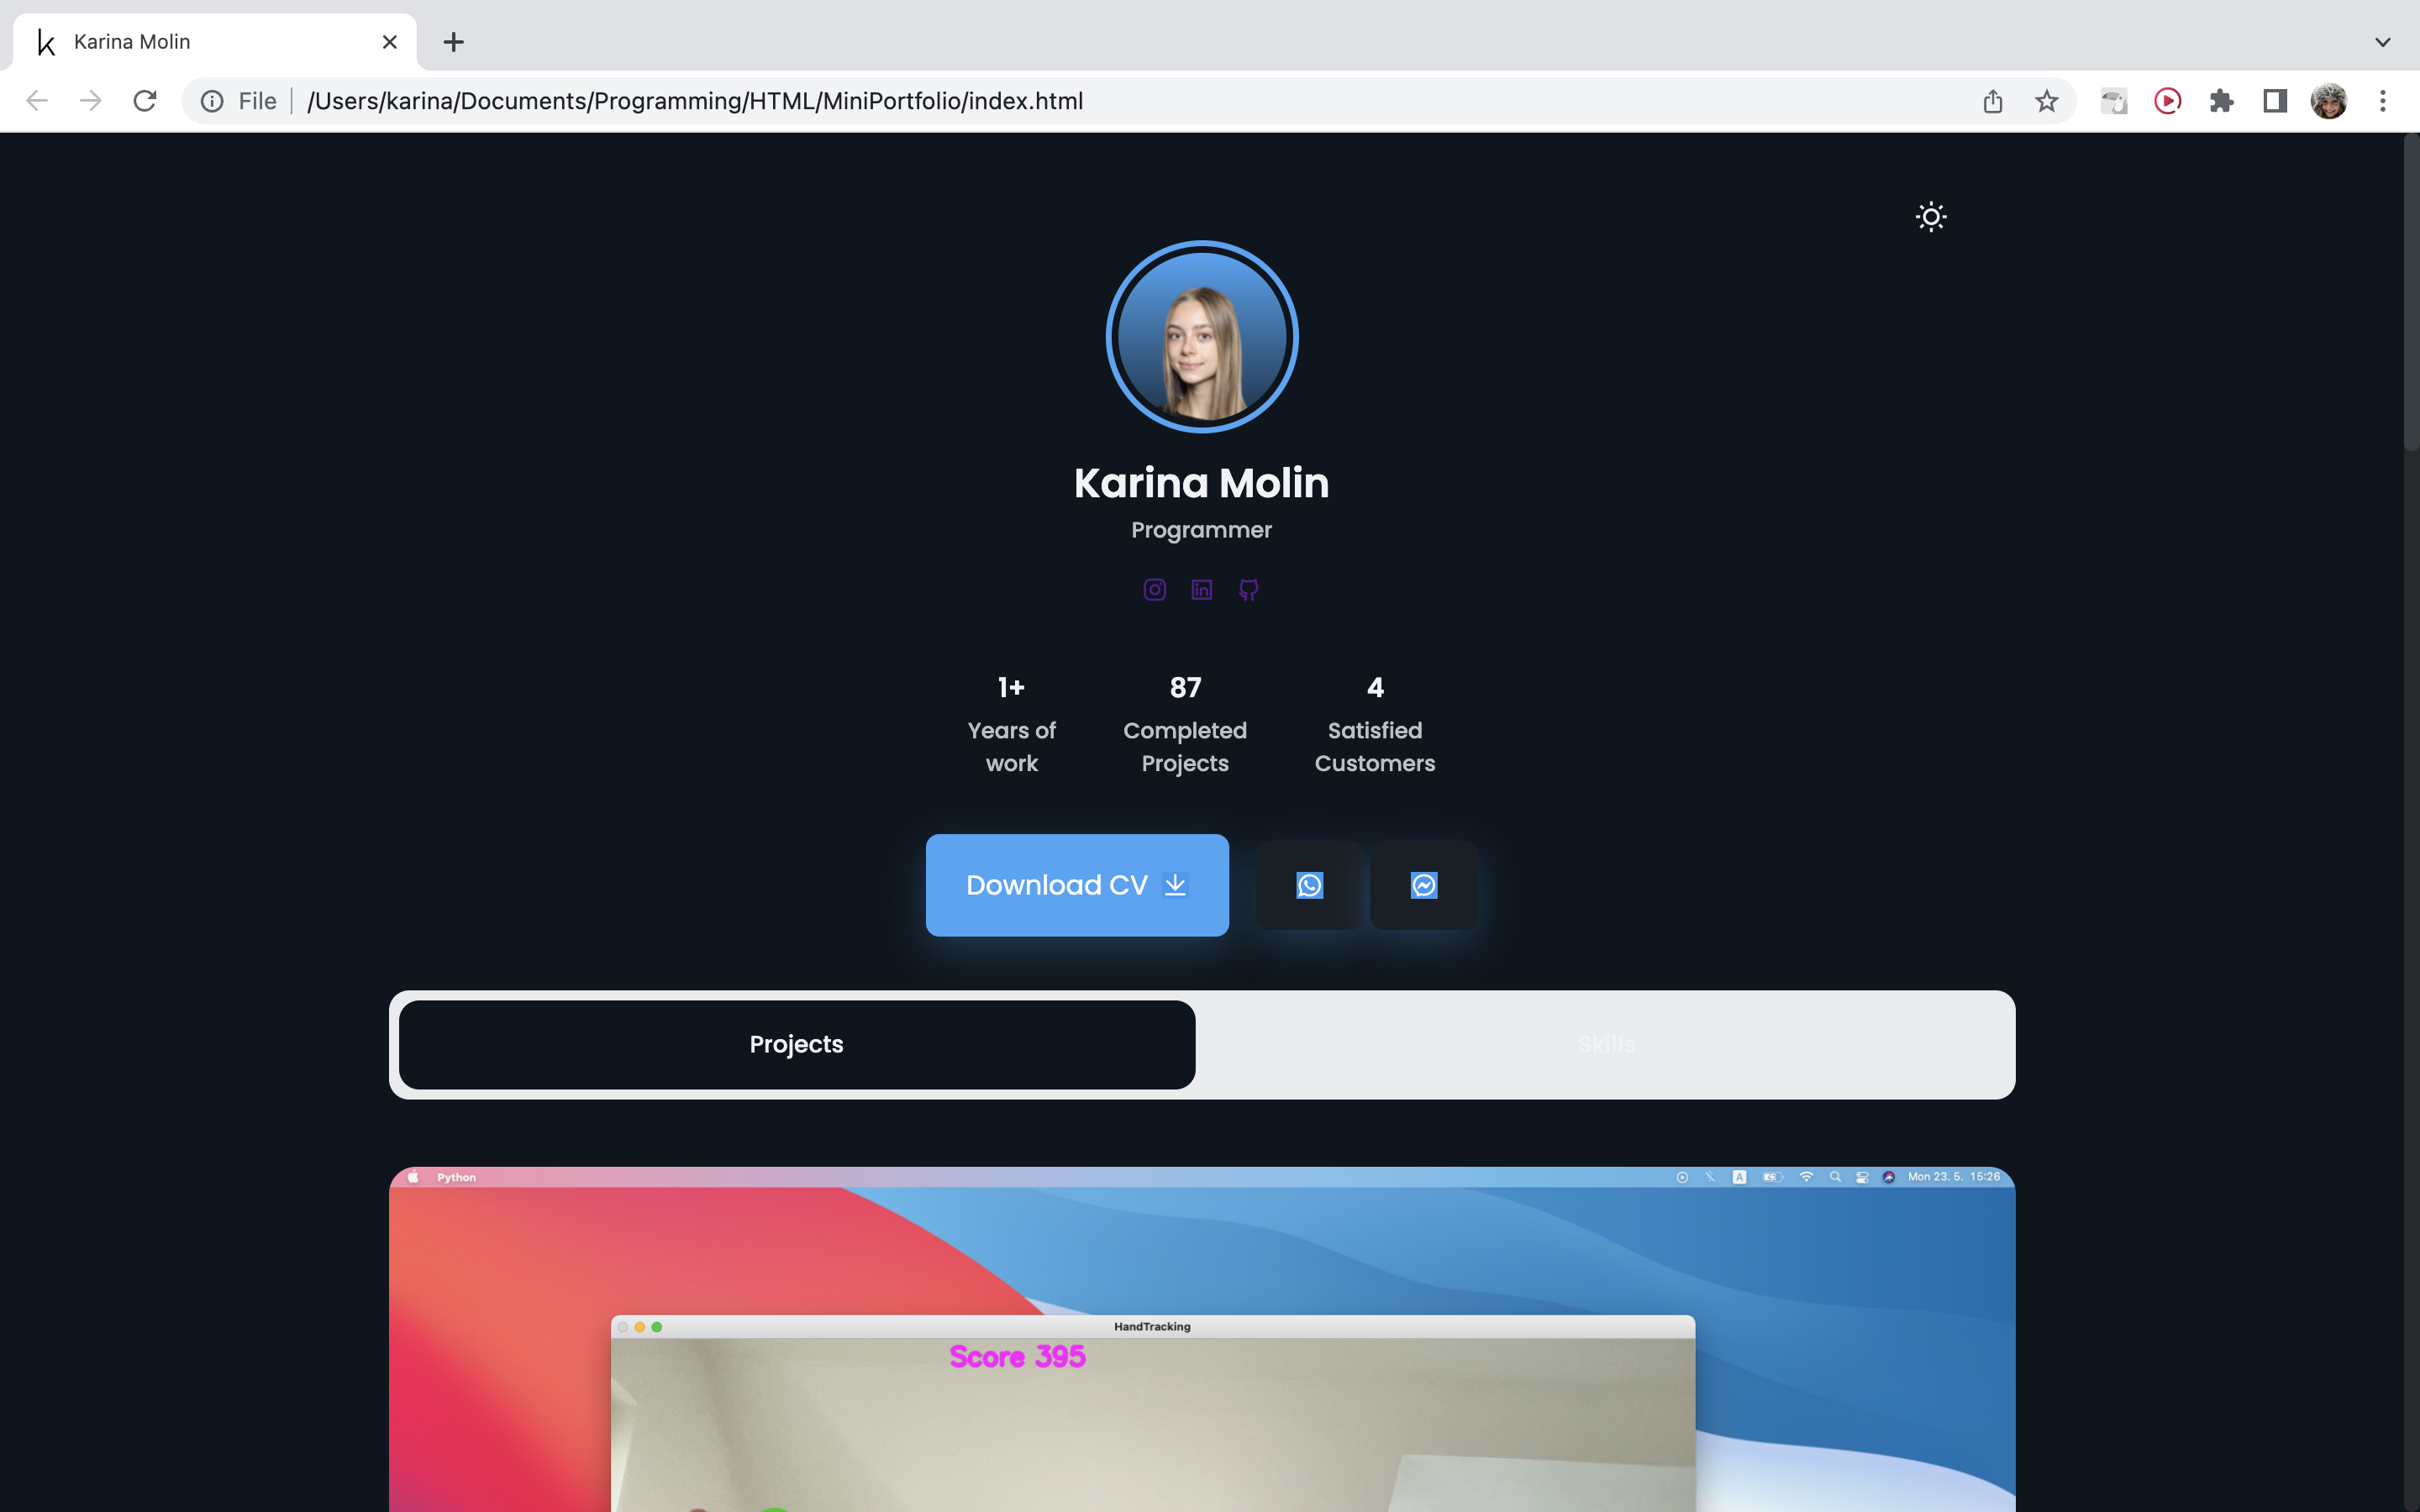 Karina Molin
File
/Users/karina/Documents/Programming/HTML/MiniPortfolio/index.html
Karina Molin
Programmer
1+ 87 4
Years of Completed Satisfied
work Projects Customers
Download CV
Projects Skills
Python A Mon 23. 5. 15:26
HandTracking
Score 395